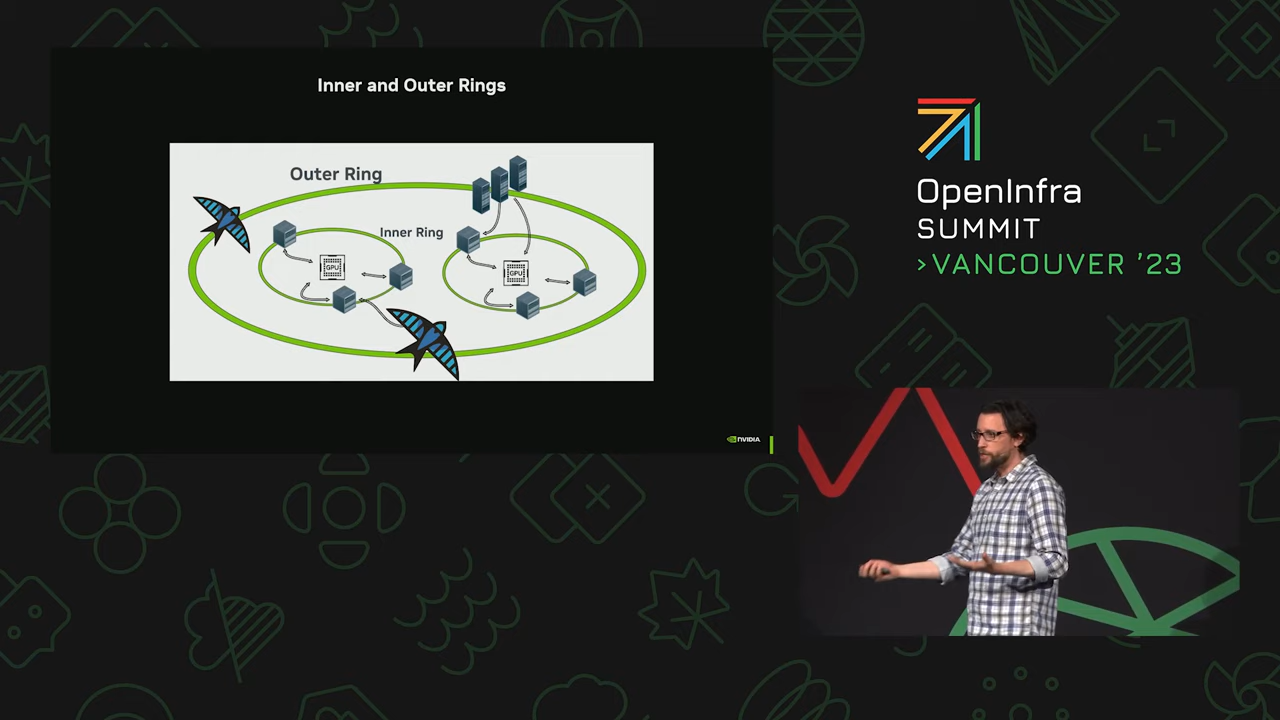 Inner and Outer Rings
Outer Ring
Inner Ring
GPU
GPU
NVIDIA
OpenInfra
SUMMIT
>VANCOUVER '23